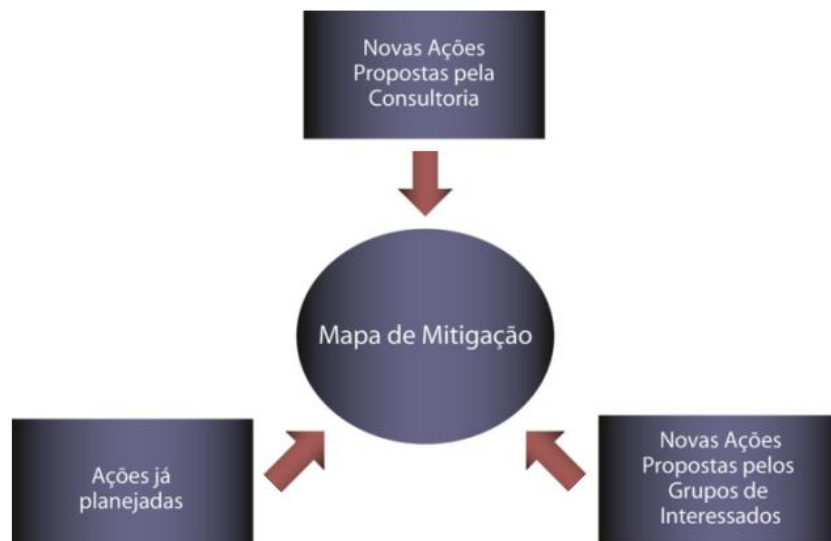 Novas Ações
Propostas pela
Consultoria
Mapa de Mitigação
Ações já
planejadas
Novas Ações
Propostas pelos
Grupos de
Interessados